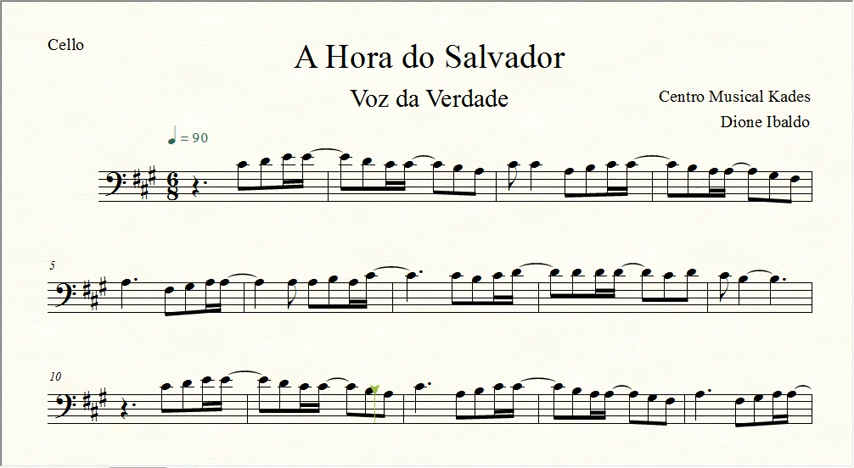 Cello
A Hora do Salvador
Voz da Verdade
Centro Musical Kades
Dione Ibaldo
= 90
6
8
5
10